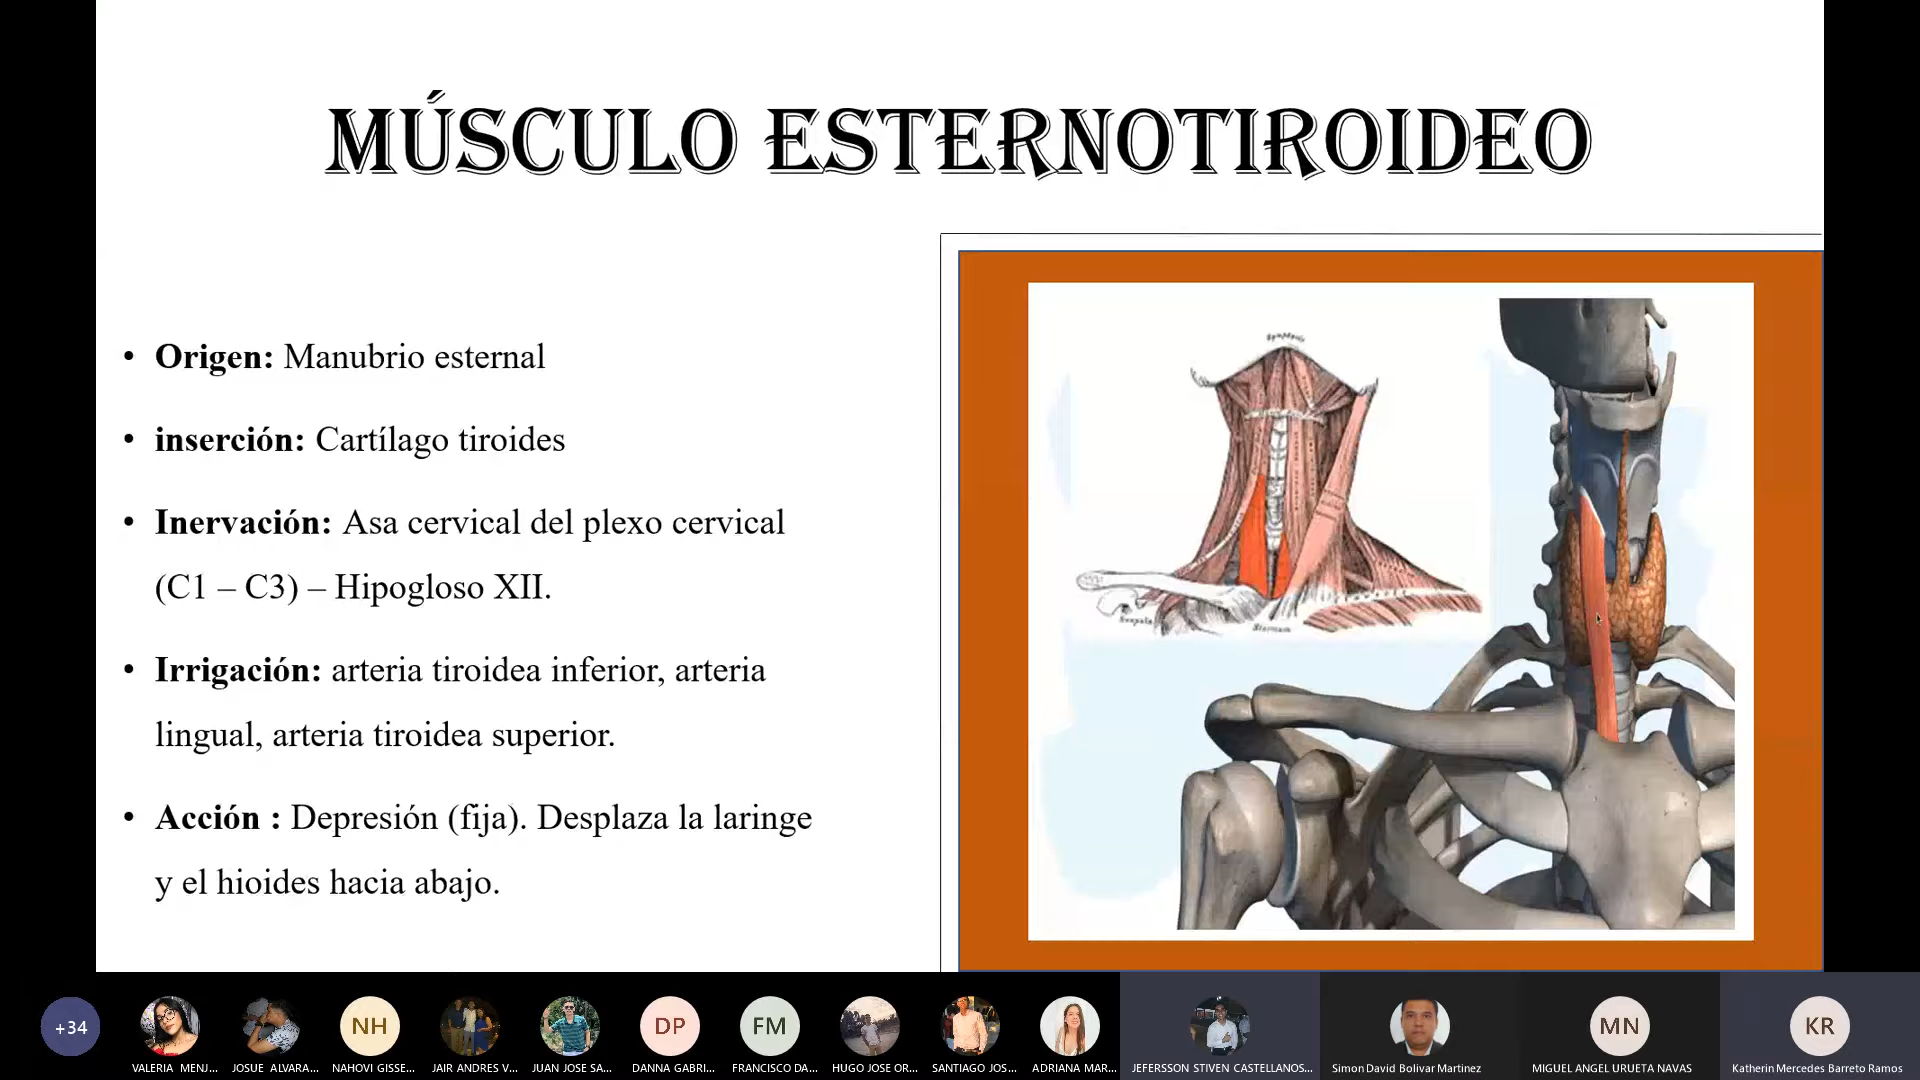 MÚSCULO ESTERNOTIROIDEO
• Origen: Manubrio esternal
• inserción: Cartílago tiroides
• Inervación: Asa cervical del plexo cervical
(C1 – C3) – Hipogloso XII.
• Irrigación: arteria tiroidea inferior, arteria
lingual, arteria tiroidea superior.
• Acción : Depresión (fija). Desplaza la laringe
y el hioides hacia abajo.
Symphysis
Scapula
Sternum
+34
NH
DP
FM
MN
KR
VALERIA MENJ...
JOSUE ALVARA...
NAHOVI GISSE...
JAIR ANDRES V...
JUAN JOSE SA...
DANNA GABRI...
FRANCISCO DA...
HUGO JOSE OR...
SANTIAGO JOS...
ADRIANA MAR...
JEFERSSON STIVEN CASTELLANOS...
Simon David Bolivar Martinez
MIGUEL ANGEL URUETA NAVAS
Katherin Mercedes Barreto Ramos